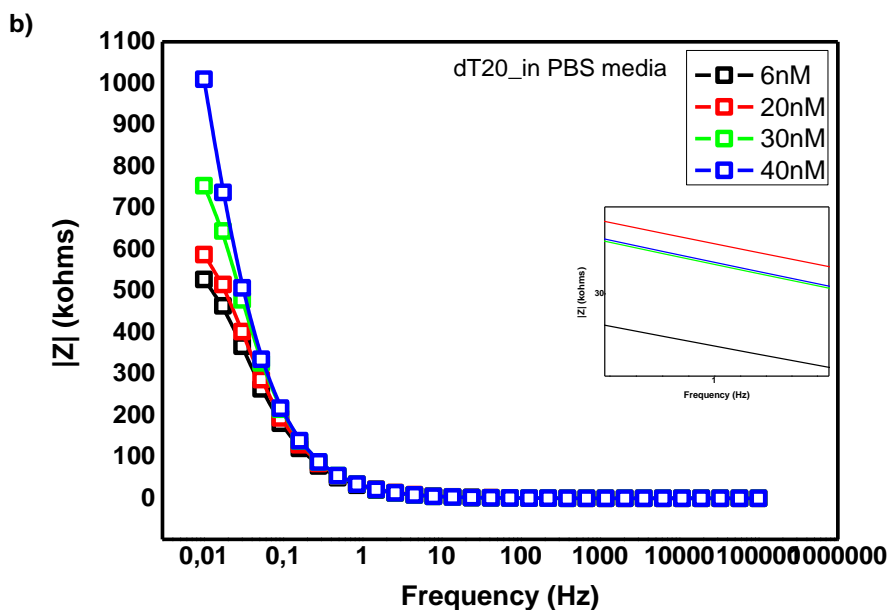 b)
1100
1000
900
800
700
600
500
400
300
200
100
0
|Z| (kohms)
dT20_in PBS media
6nM
20nM
30nM
40nM
|Z| (kohms)
30
1
Frequency (Hz)
0,01
0,1
1
10
100
1000
10000
100000
1000000
Frequency (Hz)